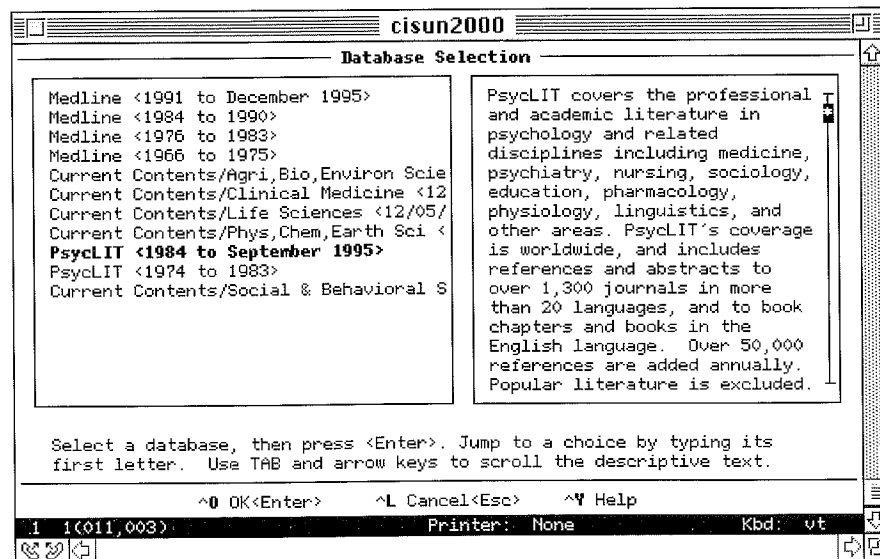 cisun2000
Database Selection
Medline <1991 to December 1995>
Medline <1984 to 1990>
Medline <1976 to 1983>
Medline <1966 to 1975>
Current Contents/Agri,Bio,Environ Scie
Current Contents/Clinical Medicine <12
Current Contents/Life Sciences <12/05/
Current Contents/Phys,Chem,Earth Sci <
PsycLIT <1984 to September 1995>
PsycLIT <1974 to 1983>
Current Contents/Social & Behavioral S
PsycLIT covers the professional
and academic literature in
psychology and related
disciplines including medicine,
psychiatry, nursing, sociology,
education, pharmacology,
physiology, linguistics, and
other areas. PsycLIT's coverage
is worldwide, and includes
references and abstracts to
over 1,300 journals in more
than 20 languages, and to book
chapters and books in the
English language.  Over 50,000
references are added annually.
Popular literature is excluded.
Select a database, then press <Enter>. Jump to a choice by typing its
first letter.  Use TAB and arrow keys to scroll the descriptive text.
^O OK<Enter> ^L Cancel<Esc> ^Y Help
1 1(011,003) Printer: None Kbd: vt